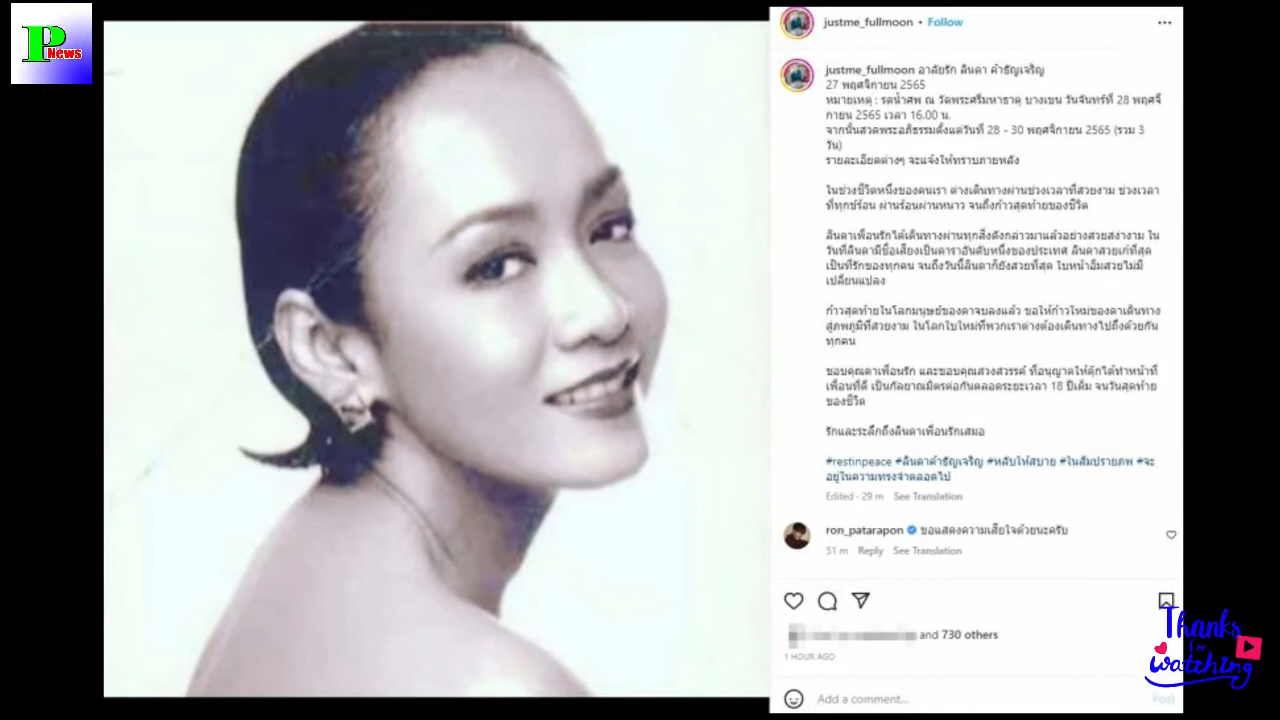 P News
justme_fullmoon • Follow
justme_fullmoon อาลัยรัก ลินดา ค้าธัญเจริญ
27 พฤศจิกายน 2565
หมายเหตุ : รดน้ำศพ ณ วัดพระศรีมหาธาตุ บางเขน วันจันทร์ที่ 28 พฤศจิ
กายน 2565 เวลา 16.00 น.
จากนั้นสวดพระอภิธรรมตั้งแต่วันที่ 28 - 30 พฤศจิกายน 2565 (รวม 3
วัน)
รายละเอียดต่างๆ จะแจ้งให้ทราบภายหลัง
ในช่วงชีวิตหนึ่งของคนเรา ต่างเดินทางผ่านช่วงเวลาที่สวยงาม ช่วงเวลา
ที่ทุกข์ร้อน ผ่านร้อนผ่านหนาว จนถึงก้าวสุดท้ายของชีวิต
ลินดาเพื่อนรักได้เดินทางผ่านทุกสิ่งดังกล่าวมาแล้วอย่างสวยสง่างาม ใน
วันที่ลินดามีชื่อเสียงเป็นดาราอันดับหนึ่งของประเทศ ลินดาสวยเก๋ที่สุด
เป็นที่รักของทุกคน จนถึงวันนี้ลินดาก็ยังสวยที่สุด ใบหน้าอิ่มสวยไม่มี
เปลี่ยนแปลง
ก้าวสุดท้ายในโลกมนุษย์ของดาจบลงแล้ว ขอให้ก้าวใหม่ของดาเดินทาง
สู่ภพภูมิที่สวยงาม ในโลกใบใหม่ที่พวกเราต่างต้องเดินทางไปถึงด้วยกัน
ทุกคน
ขอบคุณดาเพื่อนรัก และขอบคุณสวงสวรรค์ ที่อนุญาตให้ตุ๊กได้ทำหน้าที่
เพื่อนที่ดี เป็นกัลยาณมิตรต่อกันตลอดระยะเวลา 18 ปีเต็ม จนวันสุดท้าย
ของชีวิต
รักและระลึกถึงลินดาเพื่อนรักเสมอ
#restinpeace #ลินดาค้าธัญเจริญ #หลับให้สบาย #ในสัมปรายภพ #จะ
อยู่ในความทรงจำตลอดไป
Edited · 29 m See Translation
ron_patarapon ขอแสดงความเสียใจด้วยนะครับ
51 m Reply See Translation
and 730 others
1 HOUR AGO
Add a comment...
Post
Thanks
for
watching